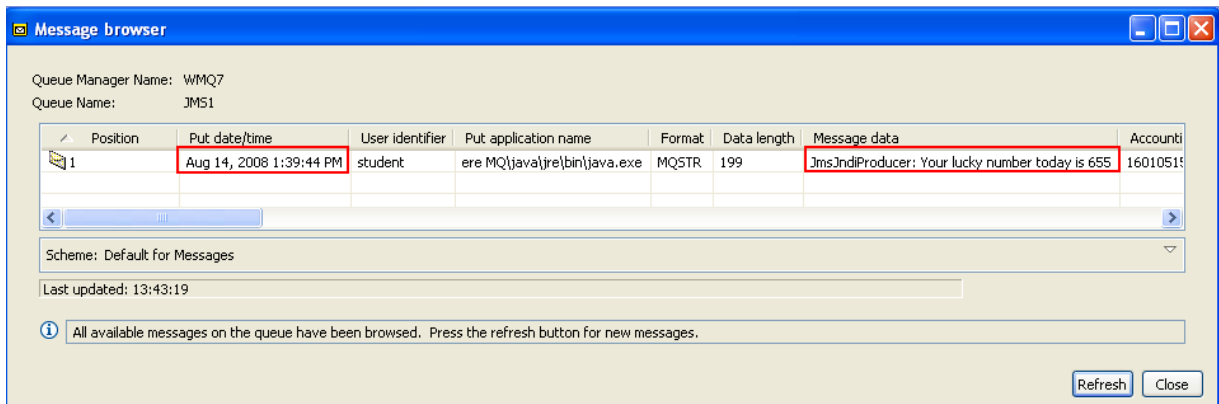 Message browser
Queue Manager Name: WMQ7
Queue Name: JMS1
Position Put date/time User identifier Put application name Format Data length Message data Accounti
1 Aug 14, 2008 1:39:44 PM student ere MQ\java\jre\bin\java.exe MQSTR 199 JmsJndiProducer: Your lucky number today is 655 16010515
Scheme: Default for Messages
Last updated: 13:43:19
All available messages on the queue have been browsed. Press the refresh button for new messages.
Refresh Close